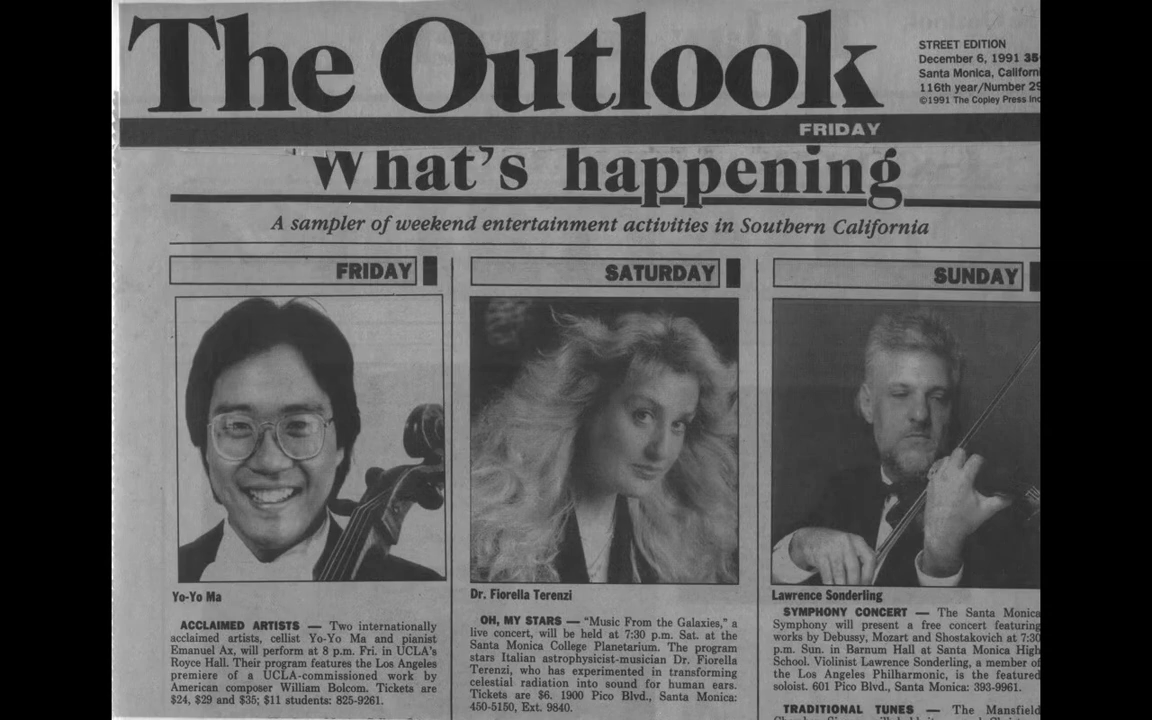 The Outlook
STREET EDITION
December 6, 1991 35
Santa Monica, Californ
116th year/Number 29
©1991 The Copley Press Inc
FRIDAY
What's happening
A sampler of weekend entertainment activities in Southern California
FRIDAY
Yo-Yo Ma
ACCLAIMED ARTISTS — Two internationally
acclaimed artists, cellist Yo-Yo Ma and pianist
Emanuel Ax, will perform at 8 p.m. Fri. in UCLA's
Royce Hall. Their program features the Los Angeles
premiere of a UCLA-commissioned work by
American composer William Bolcom. Tickets are
$24, $29 and $35; $11 students: 825-9261.
SATURDAY
Dr. Fiorella Terenzi
OH, MY STARS — "Music From the Galaxies," a
live concert, will be held at 7:30 p.m. Sat. at the
Santa Monica College Planetarium. The program
stars Italian astrophysicist-musician Dr. Fiorella
Terenzi, who has experimented in transforming
celestial radiation into sound for human ears.
Tickets are $6. 1900 Pico Blvd., Santa Monica:
450-5150, Ext. 9840.
SUNDAY
Lawrence Sonderling
SYMPHONY CONCERT — The Santa Monica
Symphony will present a free concert featuring
works by Debussy, Mozart and Shostakovich at 7:30
p.m. Sun. in Barnum Hall at Santa Monica High
School. Violinist Lawrence Sonderling, a member of
the Los Angeles Philharmonic, is the featured
soloist. 601 Pico Blvd., Santa Monica: 393-9961.
TRADITIONAL TUNES — The Mansfield